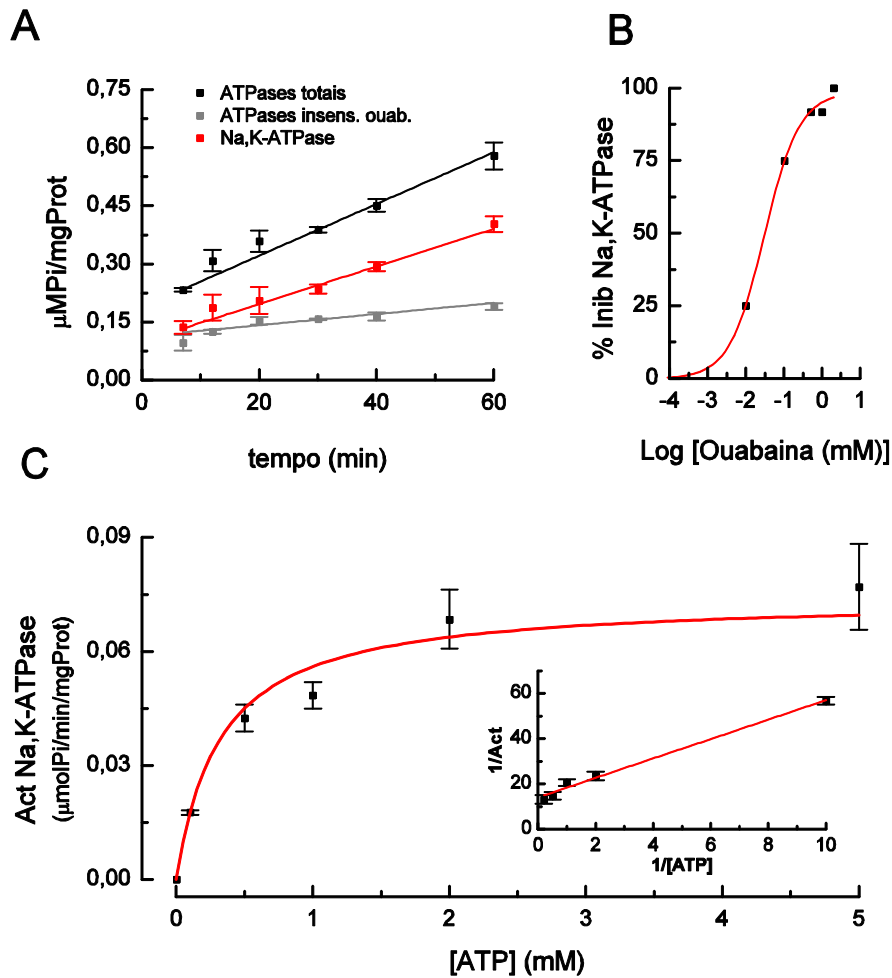 A
0,75
0,60
0,45
0,30
0,15
0,00
µMPi/mgProt
ATPases totais
ATPases insens. ouab.
Na,K-ATPase
0 20 40 60
tempo (min)
B
100
75
50
25
0
% Inib Na,K-ATPase
-4 -3 -2 -1 0 1
Log [Ouabaina (mM)]
C
0,09
0,06
0,03
0,00
Act Na,K-ATPase
(µmolPi/min/mgProt)
0 1 2 3 4 5
[ATP] (mM)
60
40
20
0
1/Act
0 2 4 6 8 10
1/[ATP]